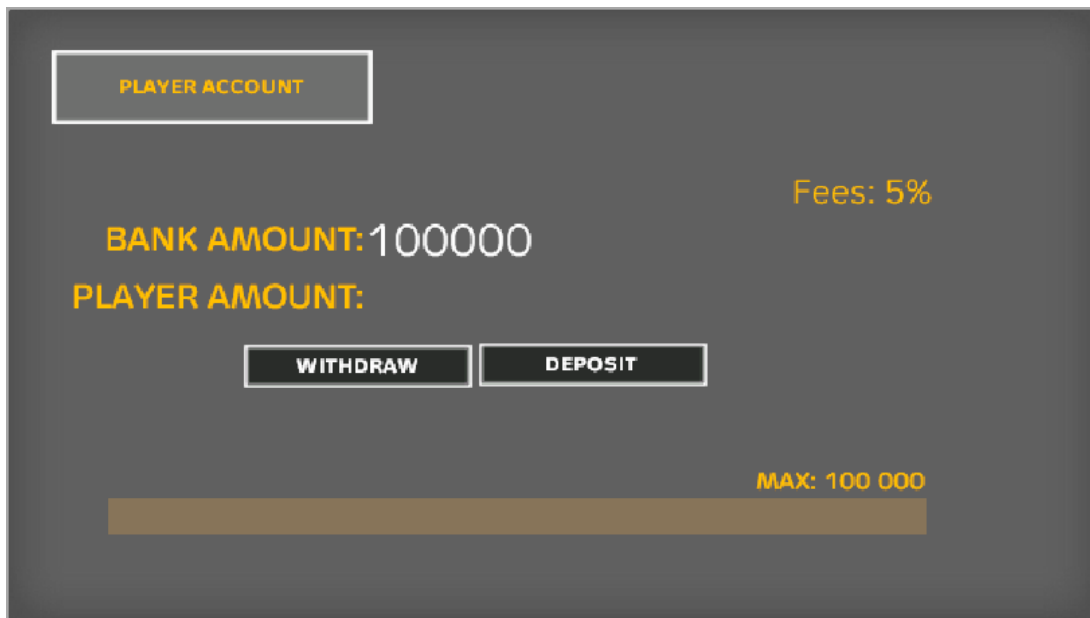 PLAYER ACCOUNT
Fees: 5%
BANK AMOUNT: 100000
PLAYER AMOUNT:
WITHDRAW DEPOSIT
MAX: 100 000